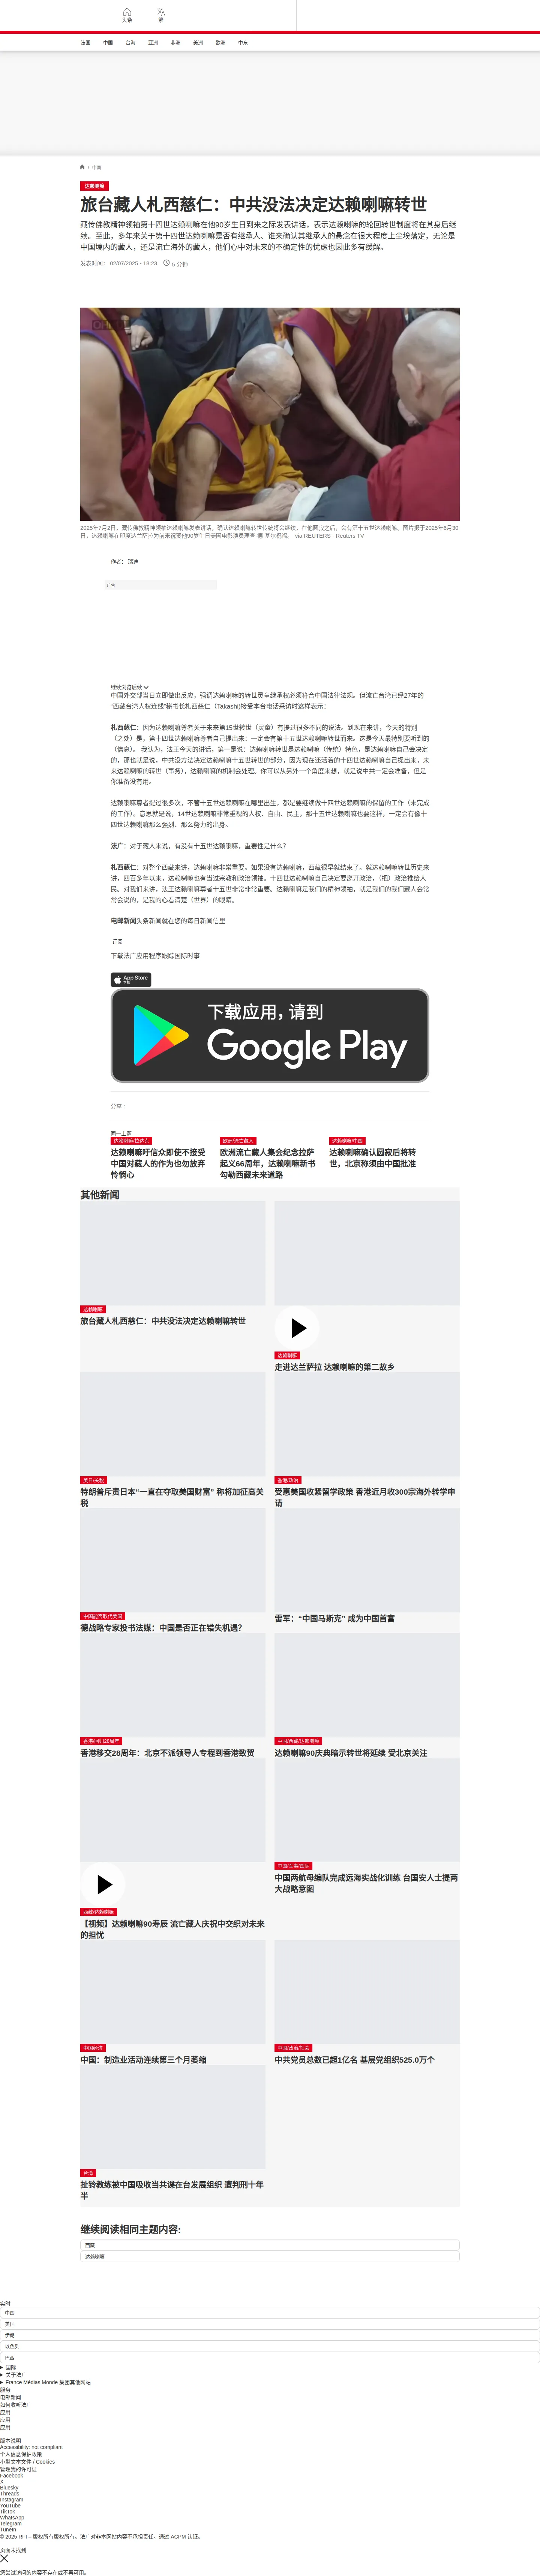 头条
繁
法国
中国
台海
亚洲
非洲
美洲
欧洲
中东
/ 中国
达赖喇嘛
旅台藏人札西慈仁：中共没法决定达赖喇嘛转世
藏传佛教精神领袖第十四世达赖喇嘛在他90岁生日到来之际发表讲话，表示达赖喇嘛的轮回转世制度将在其身后继
续。至此，多年来关于第十四世达赖喇嘛是否有继承人、谁来确认其继承人的悬念在很大程度上尘埃落定，无论是
中国境内的藏人，还是流亡海外的藏人，他们心中对未来的不确定性的忧虑也因此多有缓解。
发表时间： 02/07/2025 - 18:23
5 分钟
2025年7月2日，藏传佛教精神领袖达赖喇嘛发表讲话，确认达赖喇嘛转世传统将会继续，在他圆寂之后，会有第十五世达赖喇嘛。图片摄于2025年6月30
日，达赖喇嘛在印度达兰萨拉为前来祝贺他90岁生日美国电影演员理查·德·基尔祝福。 via REUTERS - Reuters TV
作者： 瑞迪
广告
继续浏览后续
中国外交部当日立即做出反应，强调达赖喇嘛的转世灵童继承权必须符合中国法律法规。但流亡台湾已经27年的
“西藏台湾人权连线”秘书长札西慈仁（Takashi)接受本台电话采访时这样表示：
札西慈仁：因为达赖喇嘛尊者关于未来第15世转世（灵童）有提过很多不同的说法。到现在来讲，今天的特别
（之处）是，第十四世达赖喇嘛尊者自己提出来：一定会有第十五世达赖喇嘛转世而来。这是今天最特别要听到的
（信息）。 我认为，法王今天的讲话，第一是说：达赖喇嘛转世是达赖喇嘛（传统）特色，是达赖喇嘛自己会决定
的，那也就是说，中共没方法决定达赖喇嘛十五世转世的部分，因为现在还活着的十四世达赖喇嘛自己提出来，未
来达赖喇嘛的转世（事务），达赖喇嘛的机制会处理。你可以从另外一个角度来想，就是说中共一定会准备，但是
你准备没有用。
达赖喇嘛尊者提过很多次，不管十五世达赖喇嘛在哪里出生，都是要继续做十四世达赖喇嘛的保留的工作（未完成
的工作）。意思就是说，14世达赖喇嘛非常重视的人权、自由、民主，那十五世达赖喇嘛也要这样，一定会有像十
四世达赖喇嘛那么强烈、那么努力的出身。
法广：对于藏人来说，有没有十五世达赖喇嘛，重要性是什么？
札西慈仁：对整个西藏来讲，达赖喇嘛非常重要。如果没有达赖喇嘛，西藏很早就结束了。就达赖喇嘛转世历史来
讲，四百多年以来，达赖喇嘛也有当过宗教和政治领袖。十四世达赖喇嘛自己决定要离开政治，（把）政治推给人
民。对我们来讲，法王达赖喇嘛尊者十五世非常非常重要。达赖喇嘛是我们的精神领袖，就是我们的我们藏人会常
常会说的，是我的心看清楚（世界）的眼睛。
电邮新闻头条新闻就在您的每日新闻信里
订阅
下载法广应用程序跟踪国际时事
App Store
下载
下载应用，请到
Google Play
分享 :
同一主题
达赖喇嘛/拉达克
达赖喇嘛吁信众即使不接受
中国对藏人的作为也勿放弃
怜悯心
欧洲/流亡藏人
欧洲流亡藏人集会纪念拉萨
起义66周年，达赖喇嘛新书
勾勒西藏未来道路
达赖喇嘛/中国
达赖喇嘛确认圆寂后将转
世，北京称须由中国批准
其他新闻
达赖喇嘛
旅台藏人札西慈仁：中共没法决定达赖喇嘛转世
达赖喇嘛
走进达兰萨拉 达赖喇嘛的第二故乡
美日/关税
特朗普斥责日本“一直在夺取美国财富” 称将加征高关
税
香港/政治
受惠美国收紧留学政策 香港近月收300宗海外转学申
请
中国能否取代美国
德战略专家投书法媒：中国是否正在错失机遇？
雷军：“中国马斯克” 成为中国首富
香港/回归28周年
香港移交28周年：北京不派领导人专程到香港致贺
中国/西藏/达赖喇嘛
达赖喇嘛90庆典暗示转世将延续 受北京关注
西藏/达赖喇嘛
【视频】达赖喇嘛90寿辰 流亡藏人庆祝中交织对未来
的担忧
中国/军事/国际
中国两航母编队完成远海实战化训练 台国安人士提两
大战略意图
中国经济
中国：制造业活动连续第三个月萎缩
中国/政治/社会
中共党员总数已超1亿名 基层党组织525.0万个
台湾
扯铃教练被中国吸收当共谍在台发展组织 遭判刑十年
半
继续阅读相同主题内容:
西藏
达赖喇嘛
实时
中国
美国
伊朗
以色列
巴西
国际
关于法广
France Médias Monde 集团其他网站
服务
电邮新闻
如何收听法广
应用
应用
应用
版本说明
Accessibility: not compliant
个人信息保护政策
小型文本文件 / Cookies
管理我的许可证
Facebook
X
Bluesky
Threads
Instagram
YouTube
TikTok
WhatsApp
Telegram
TuneIn
© 2025 RFI – 版权所有版权所有。法广对非本网站内容不承担责任。通过 ACPM 认证。
页面未找到
您尝试访问的内容不存在或不再可用。